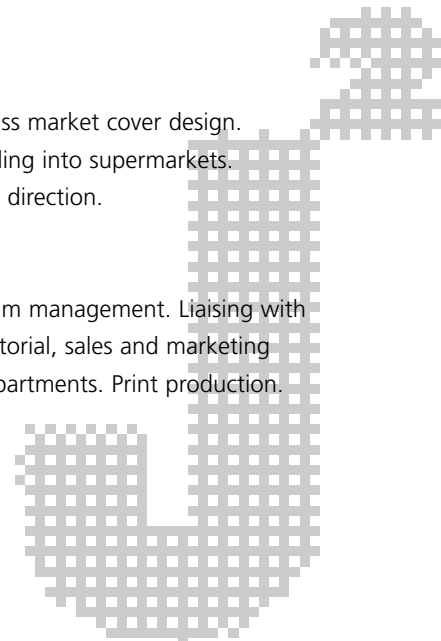 ss market cover design.
ling into supermarkets.
direction.
m management. Liaising with
torial, sales and marketing
partments. Print production.